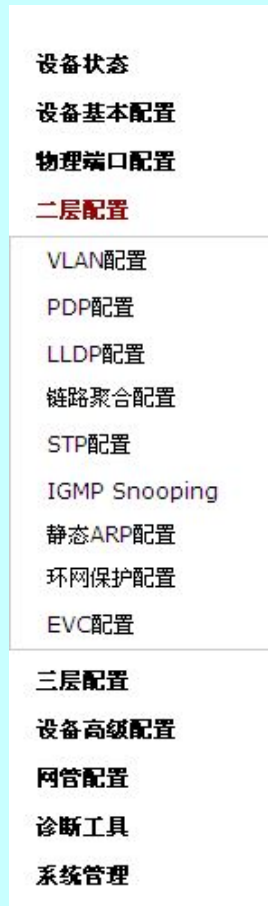 设备状态
设备基本配置
物理端口配置
二层配置
VLAN配置
PDP配置
LLDP配置
链路聚合配置
STP配置
IGMP Snooping
静态ARP配置
环网保护配置
EVC配置
三层配置
设备高级配置
网管配置
诊断工具
系统管理